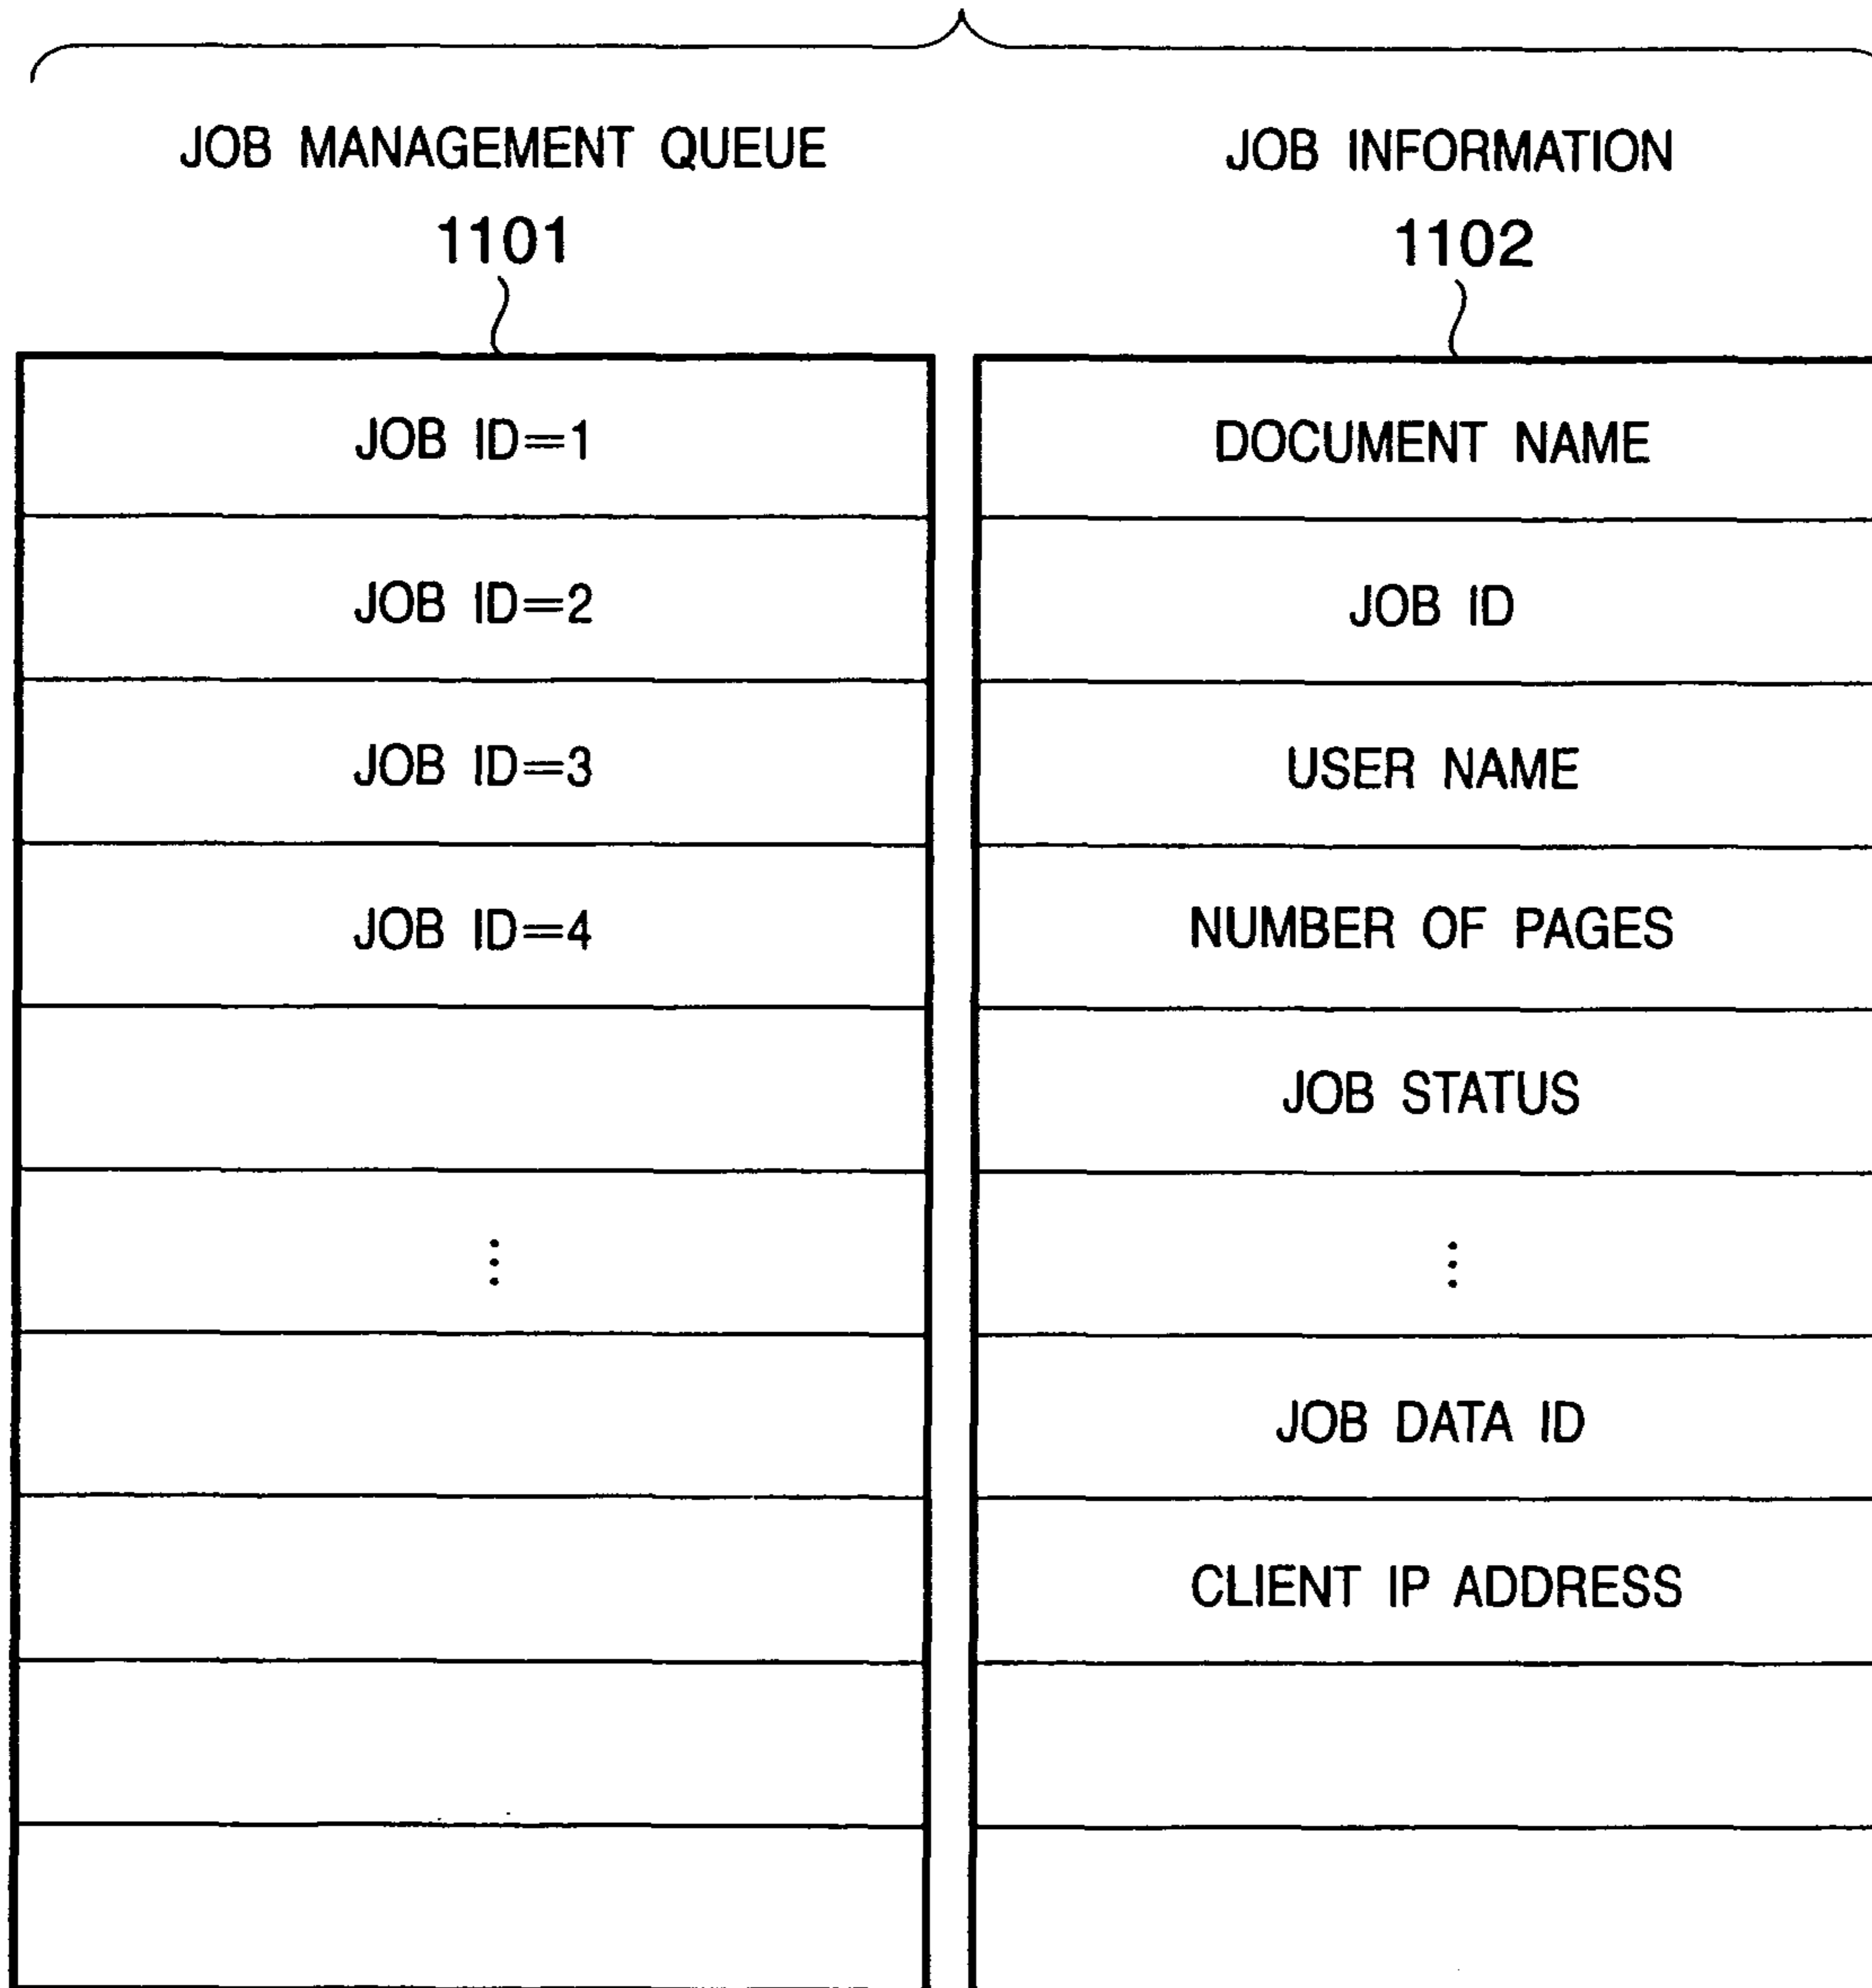 JOB MANAGEMENT QUEUE
1101
JOB ID=1
JOB ID=2
JOB ID=3
JOB ID=4
⋮
JOB INFORMATION
1102
DOCUMENT NAME
JOB ID
USER NAME
NUMBER OF PAGES
JOB STATUS
⋮
JOB DATA ID
CLIENT IP ADDRESS